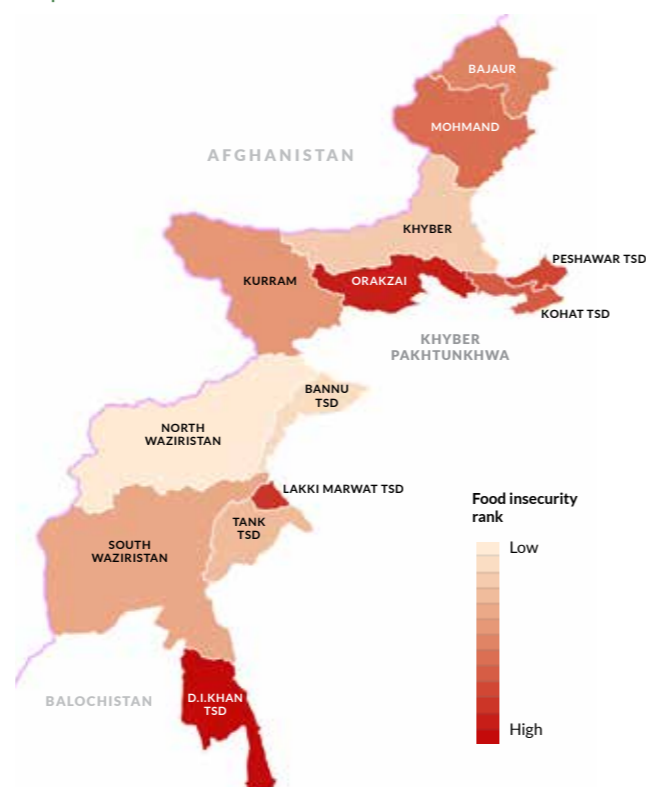 BAJAUR
MOHMAND
AFGHANISTAN
KHYBER
PESHAWAR TSD
KURRAM
ORAKZAI
KOHAT TSD
KHYBER
PAKHTUNKHWA
BANNU
TSD
NORTH
WAZIRISTAN
LAKKI MARWAT TSD
Food insecurity
rank
TANK
TSD
SOUTH
WAZIRISTAN
Low
BALOCHISTAN
D.I.KHAN
TSD
High